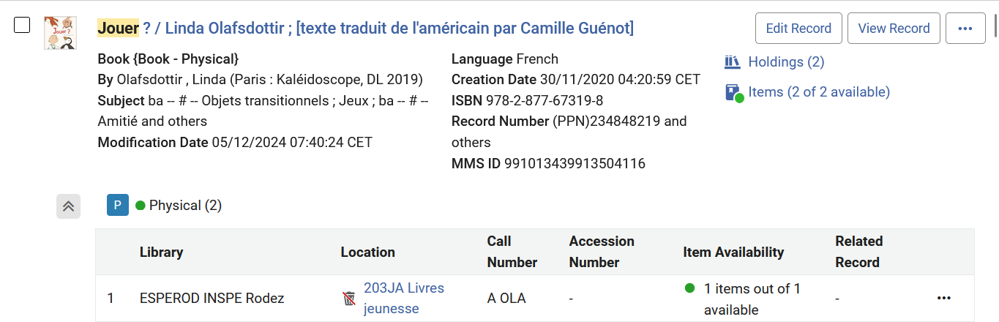 Jouer ?
Jouer ? / Linda Olafsdottir ; [texte traduit de l'américain par Camille Guénot]
Edit Record
View Record
Book {Book - Physical}
By Olafsdottir , Linda (Paris : Kaléidoscope, DL 2019)
Subject ba -- # -- Objets transitionnels ; Jeux ; ba -- # --
Amitié and others
Modification Date 05/12/2024 07:40:24 CET
Language French
Creation Date 30/11/2020 04:20:59 CET
ISBN 978-2-877-67319-8
Record Number (PPN)234848219 and
others
MMS ID 991013439913504116
Holdings (2)
Items (2 of 2 available)
P
Physical (2)
Library
Location
Call
Number
Accession
Number
Item Availability
Related
Record
1
ESPEROD INSPE Rodez
203JA Livres
jeunesse
A OLA
-
1 items out of 1
available
-